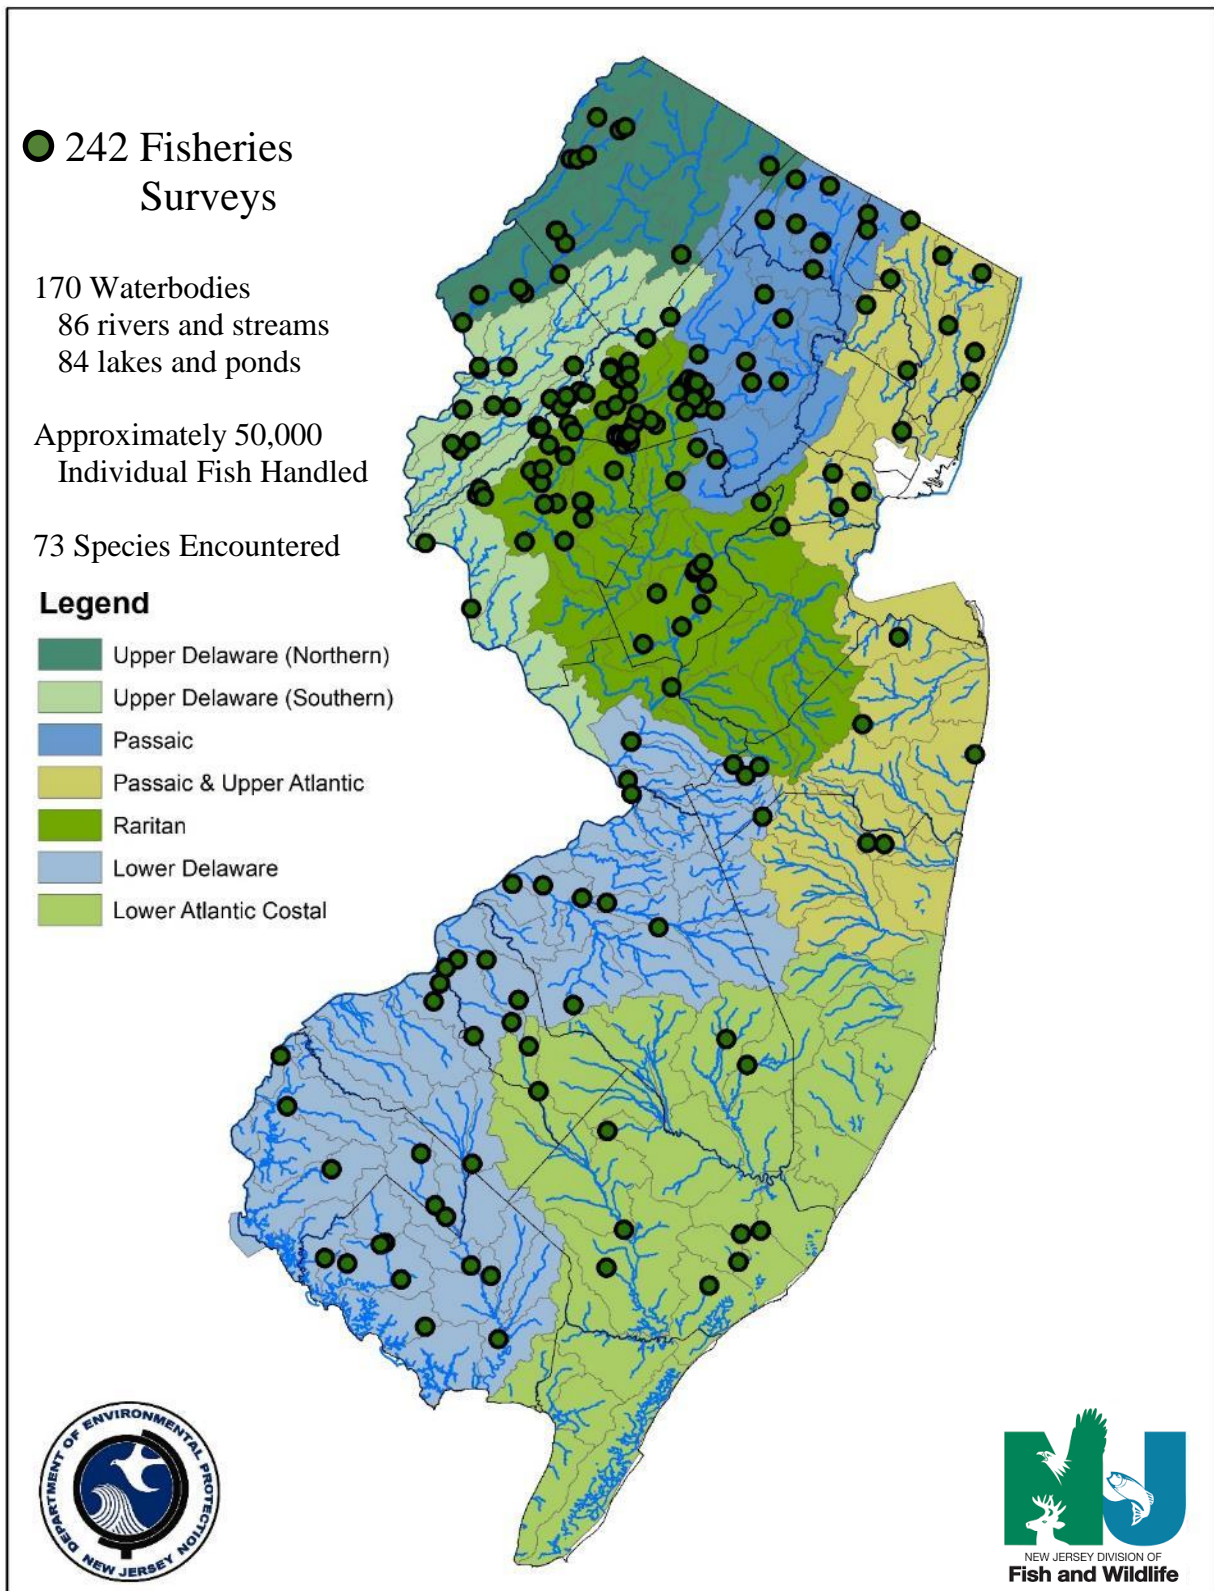 242 Fisheries
Surveys
170 Waterbodies
86 rivers and streams
84 lakes and ponds
Approximately 50,000
Individual Fish Handled
73 Species Encountered
Legend
Upper Delaware (Northern)
Upper Delaware (Southern)
Passaic
Passaic & Upper Atlantic
Raritan
Lower Delaware
Lower Atlantic Costal
DEPARTMENT OF ENVIRONMENTAL PROTECTION
NEW JERSEY
NJ
NEW JERSEY DIVISION OF
Fish and Wildlife